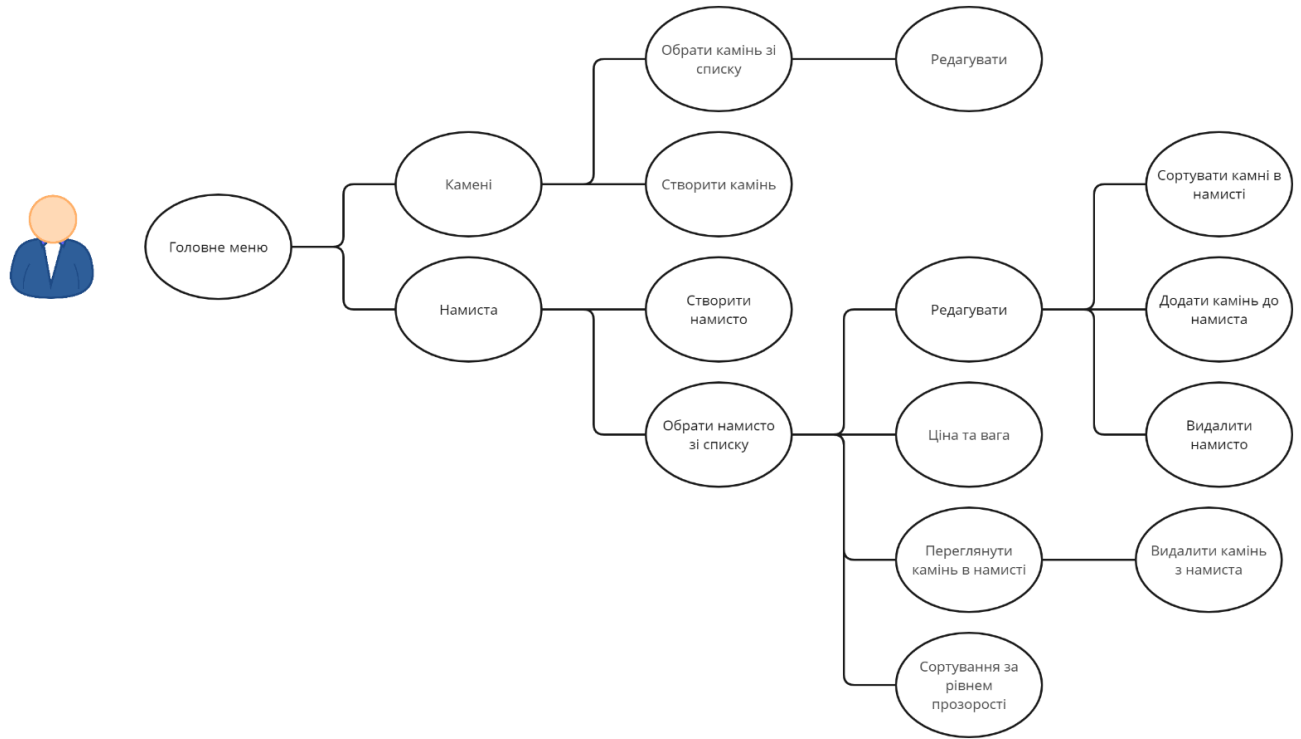 Обрати камінь зі
списку
Редагувати
Камені
Створити камінь
Сортувати камні в
намисті
Головне меню
Намиста
Створити
намисто
Редагувати
Додати камінь до
намиста
Обрати намисто
зі списку
Ціна та вага
Видалити
намисто
Переглянути
камінь в намисті
Видалити камінь
з намиста
Сортування за
рівнем
прозорості